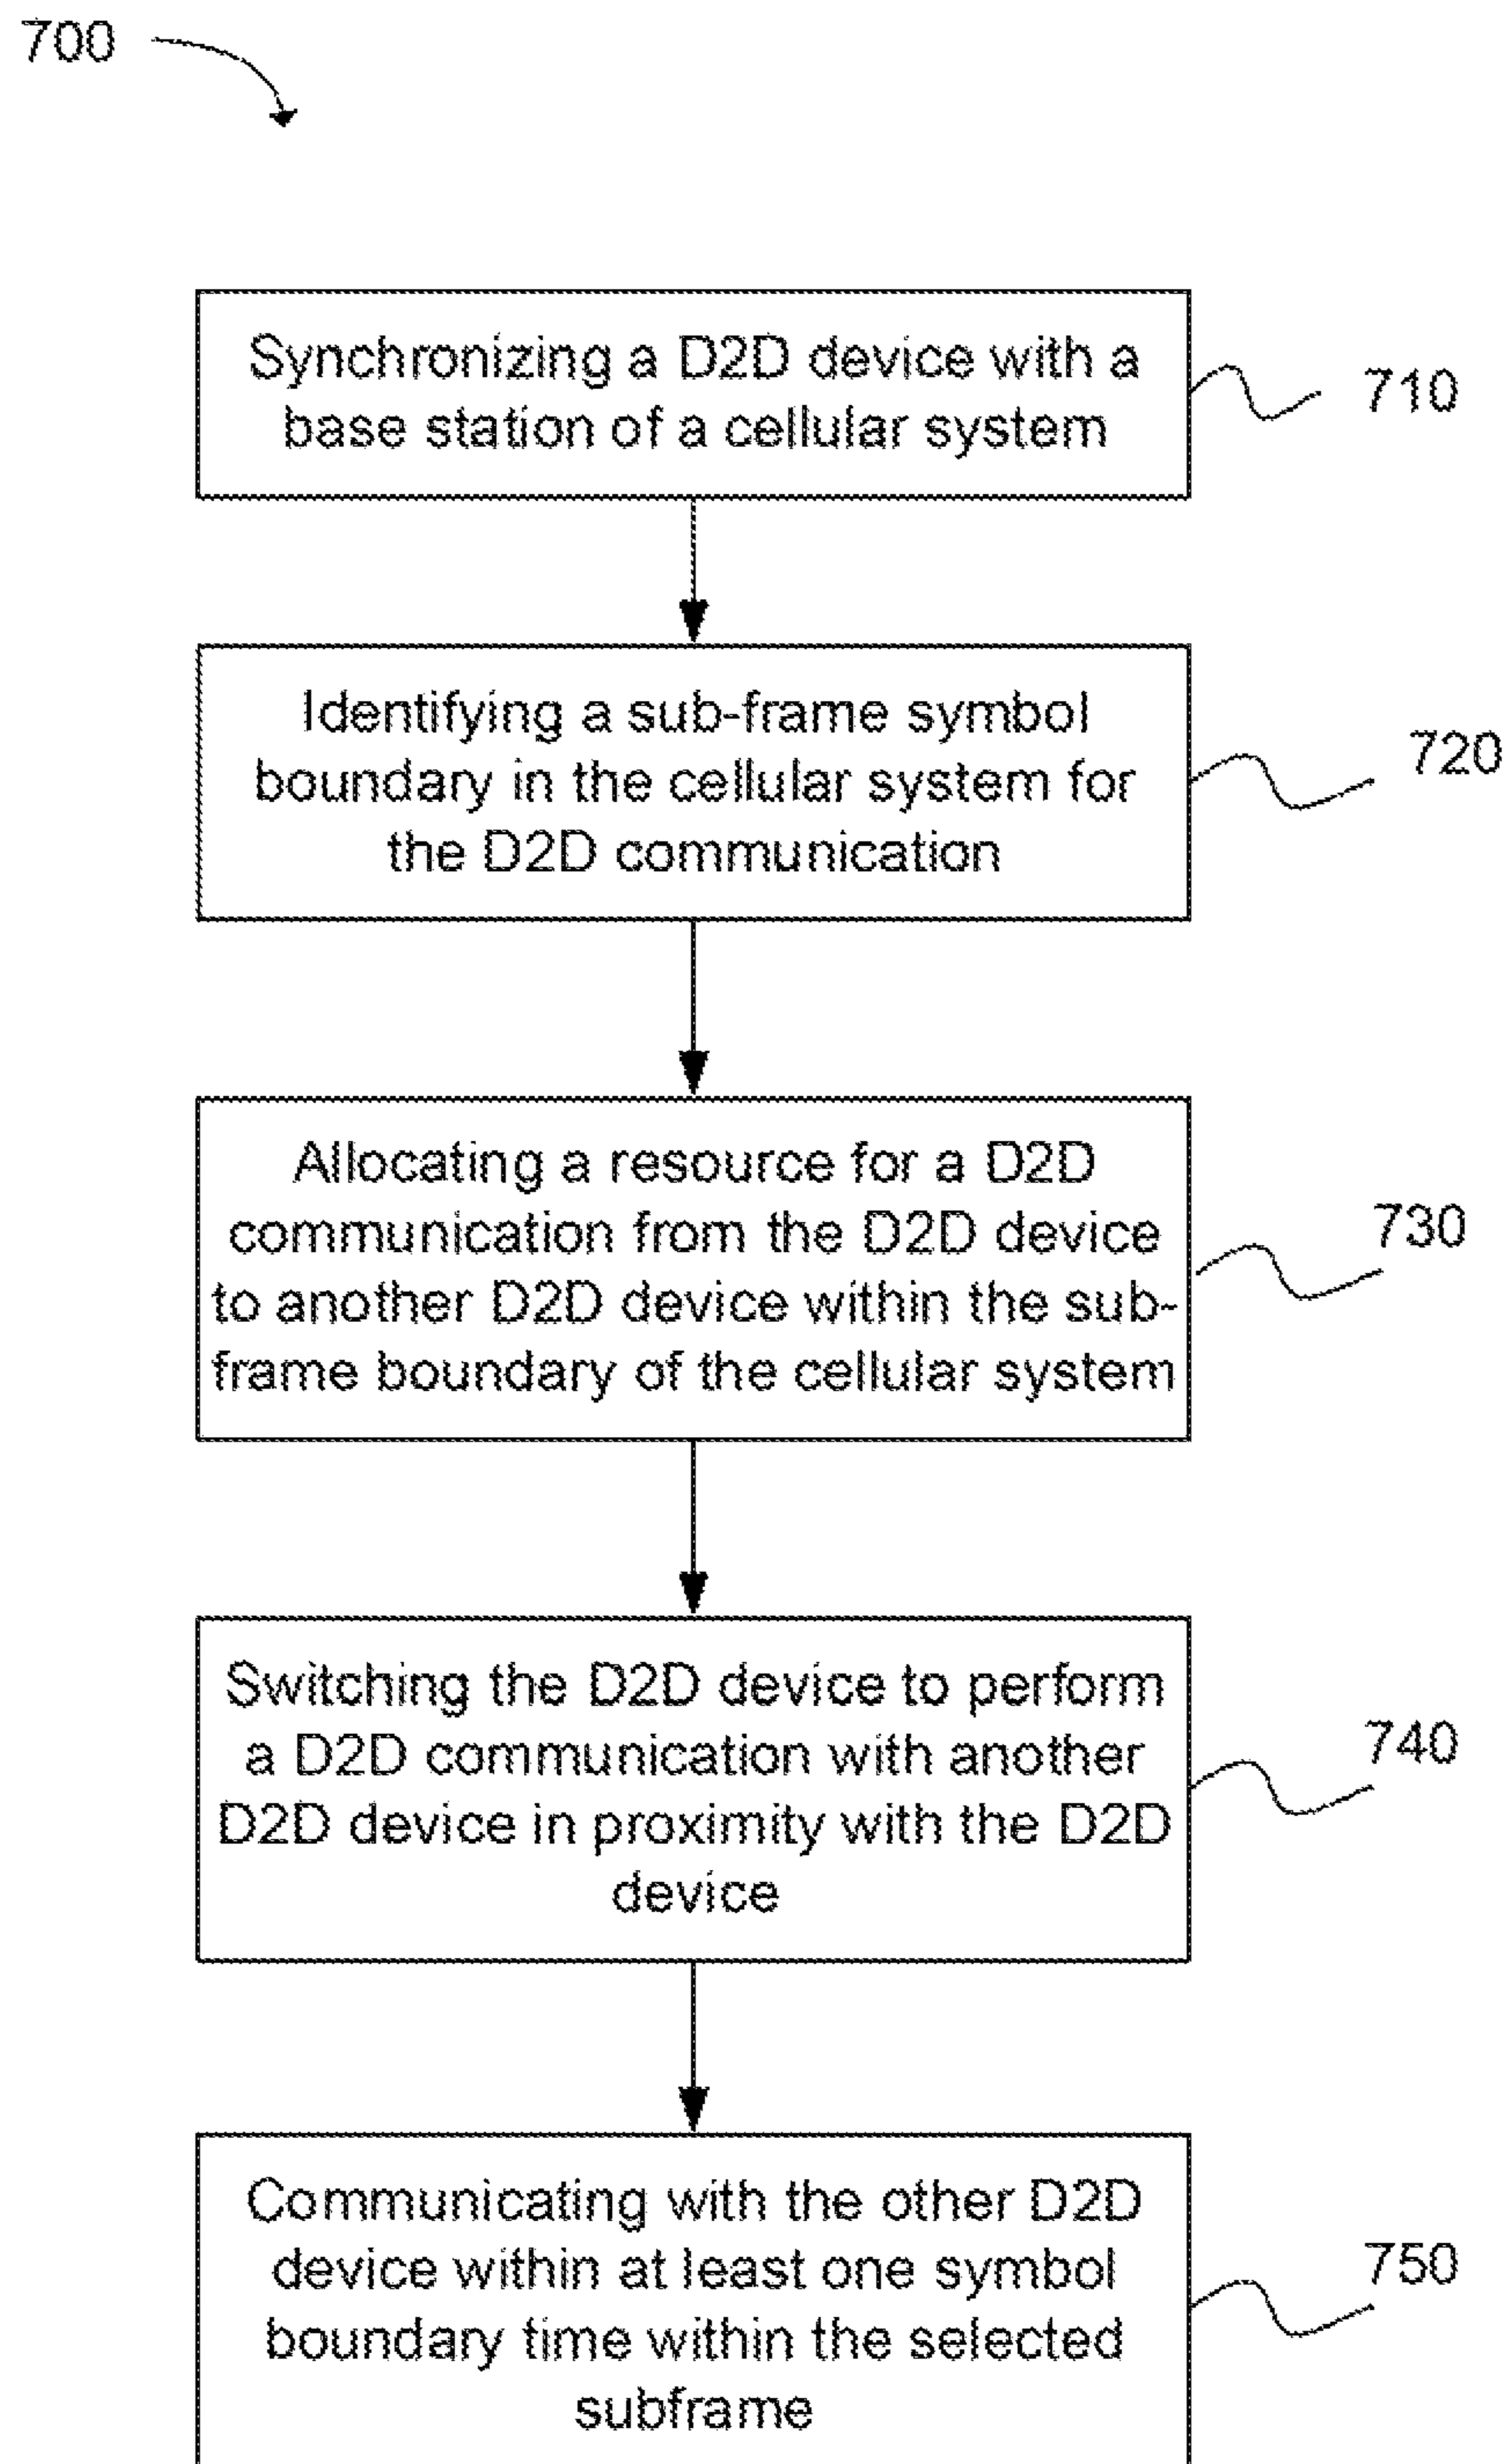 700
Synchronizing a D2D device with a
base station of a cellular system
710
Identifying a sub-frame symbol
boundary in the cellular system for
the D2D communication
720
Allocating a resource for a D2D
communication from the D2D device
to another D2D device within the sub-
frame boundary of the cellular system
730
Switching the D2D device to perform
a D2D communication with another
D2D device in proximity with the D2D
device
740
Communicating with the other D2D
device within at least one symbol
boundary time within the selected
subframe
750